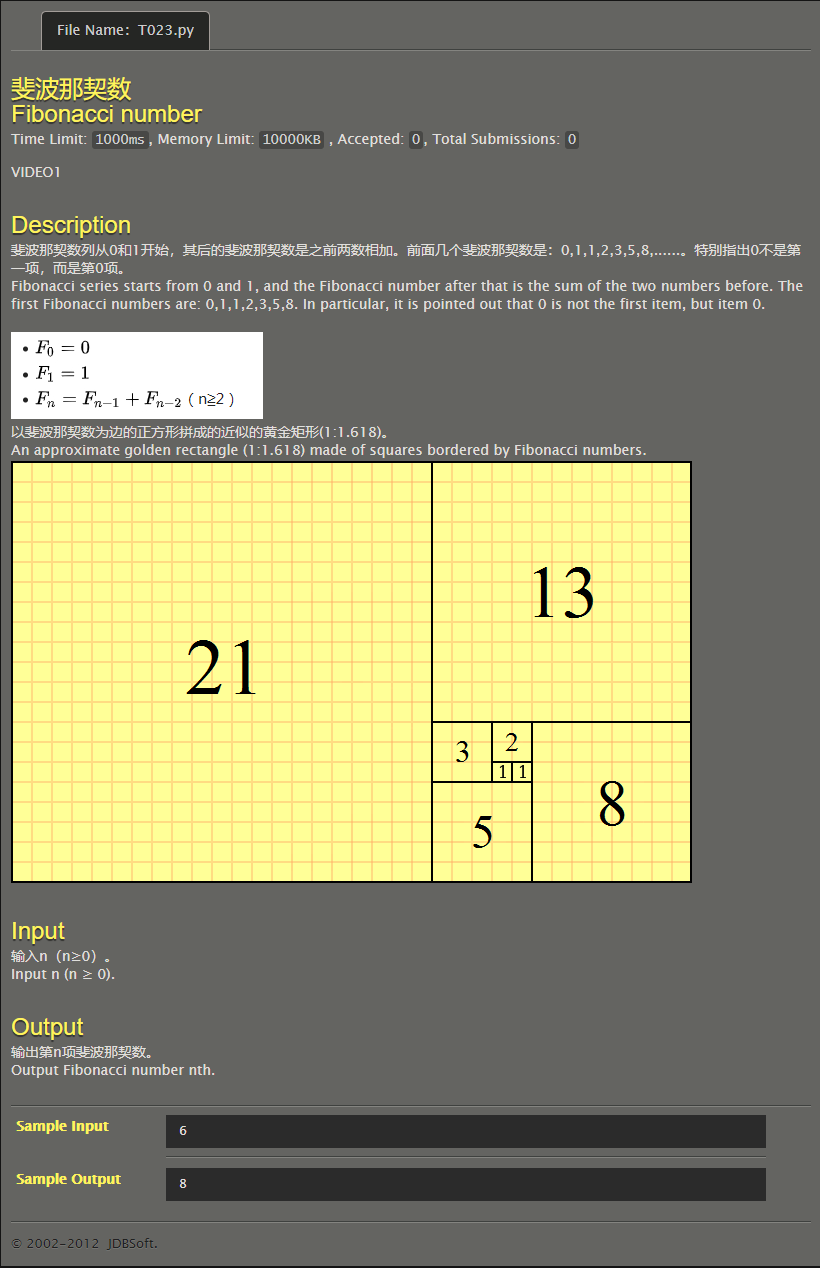 File Name: T023.py
斐波那契数
Fibonacci number
Time Limit: 1000ms , Memory Limit: 10000KB , Accepted: 0 , Total Submissions: 0
VIDEO1
Description
斐波那契数列从0和1开始，其后的斐波那契数是之前两数相加。前面几个斐波那契数是：0,1,1,2,3,5,8,......。特别指出0不是第
一项，而是第0项。
Fibonacci series starts from 0 and 1, and the Fibonacci number after that is the sum of the two numbers before. The
first Fibonacci numbers are: 0,1,1,2,3,5,8. In particular, it is pointed out that 0 is not the first item, but item 0.
• F₀ = 0
• F₁ = 1
• Fₙ = Fₙ₋₁ + Fₙ₋₂ ( n≧2 )
以斐波那契数为边的正方形拼成的近似的黄金矩形(1:1.618)。
An approximate golden rectangle (1:1.618) made of squares bordered by Fibonacci numbers.
21
13
3
2
1 1
5
8
Input
输入n（n≥0）。
Input n (n ≥ 0).
Output
输出第n项斐波那契数。
Output Fibonacci number nth.
Sample Input
6
Sample Output
8
© 2002-2012 JDBSoft.